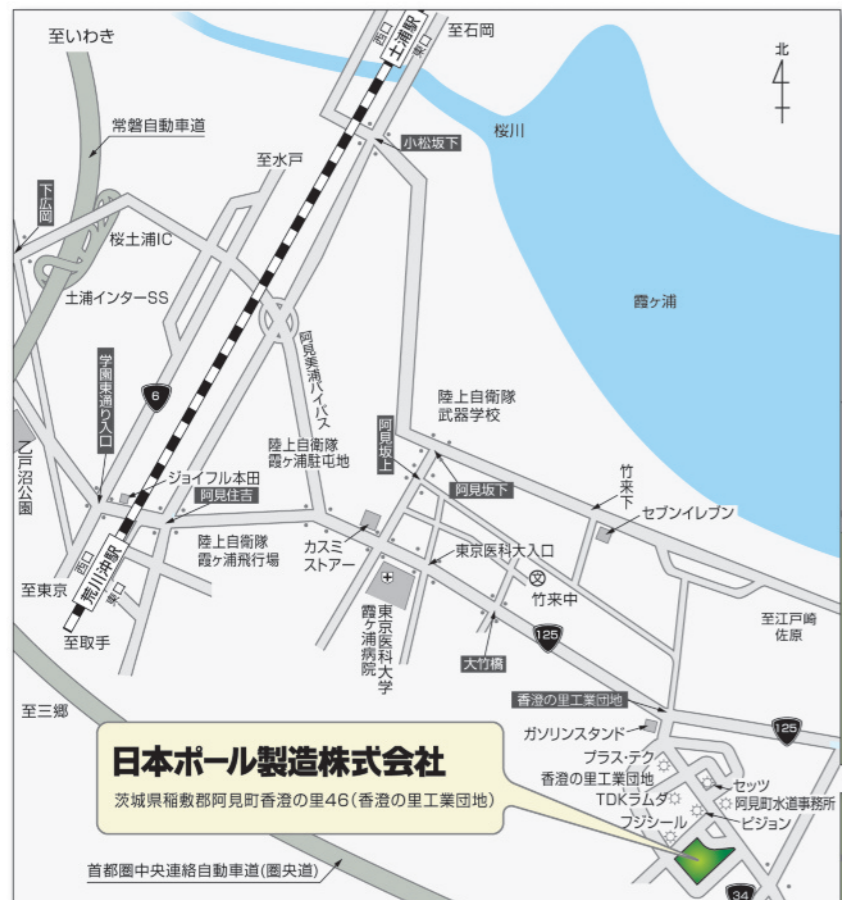 至いわき
西口
土浦駅
東口
至石岡
北
常磐自動車道
小松坂下
桜川
至水戸
下広岡
桜土浦IC
霞ヶ浦
土浦インターSS
阿見美浦バイパス
学園東通り入口
6
陸上自衛隊
武器学校
乙戸沼公園
陸上自衛隊
霞ヶ浦駐屯地
阿見坂上
ジョイフル本田
阿見住吉
阿見坂下
竹来下
セブンイレブン
陸上自衛隊
霞ヶ浦飛行場
カスミ
ストアー
東京医科大入口
西口
荒川沖駅
東口
至東京
文
竹来中
至取手
東京医科大学
霞ヶ浦病院
125
至江戸崎
佐原
大竹橋
至三郷
香澄の里工業団地
ガソリンスタンド
125
日本ポール製造株式会社
茨城県稲敷郡阿見町香澄の里46(香澄の里工業団地)
プラス・テク
香澄の里工業団地
セッツ
TDKラムダ
阿見町水道事務所
フジシール
ピジョン
首都圏中央連絡自動車道(圏央道)
34